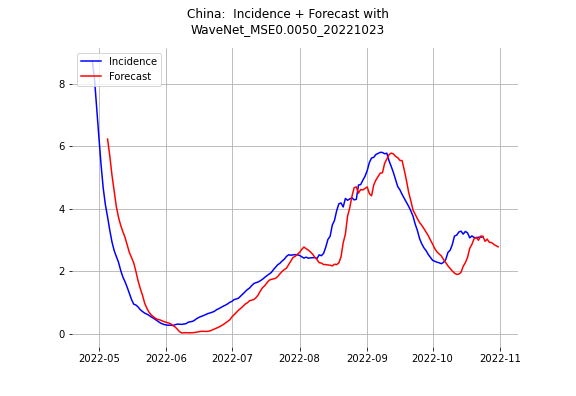 China:  Incidence + Forecast with
WaveNet_MSE0.0050_20221023
Incidence
Forecast
8
6
4
2
0
2022-05 2022-06 2022-07 2022-08 2022-09 2022-10 2022-11